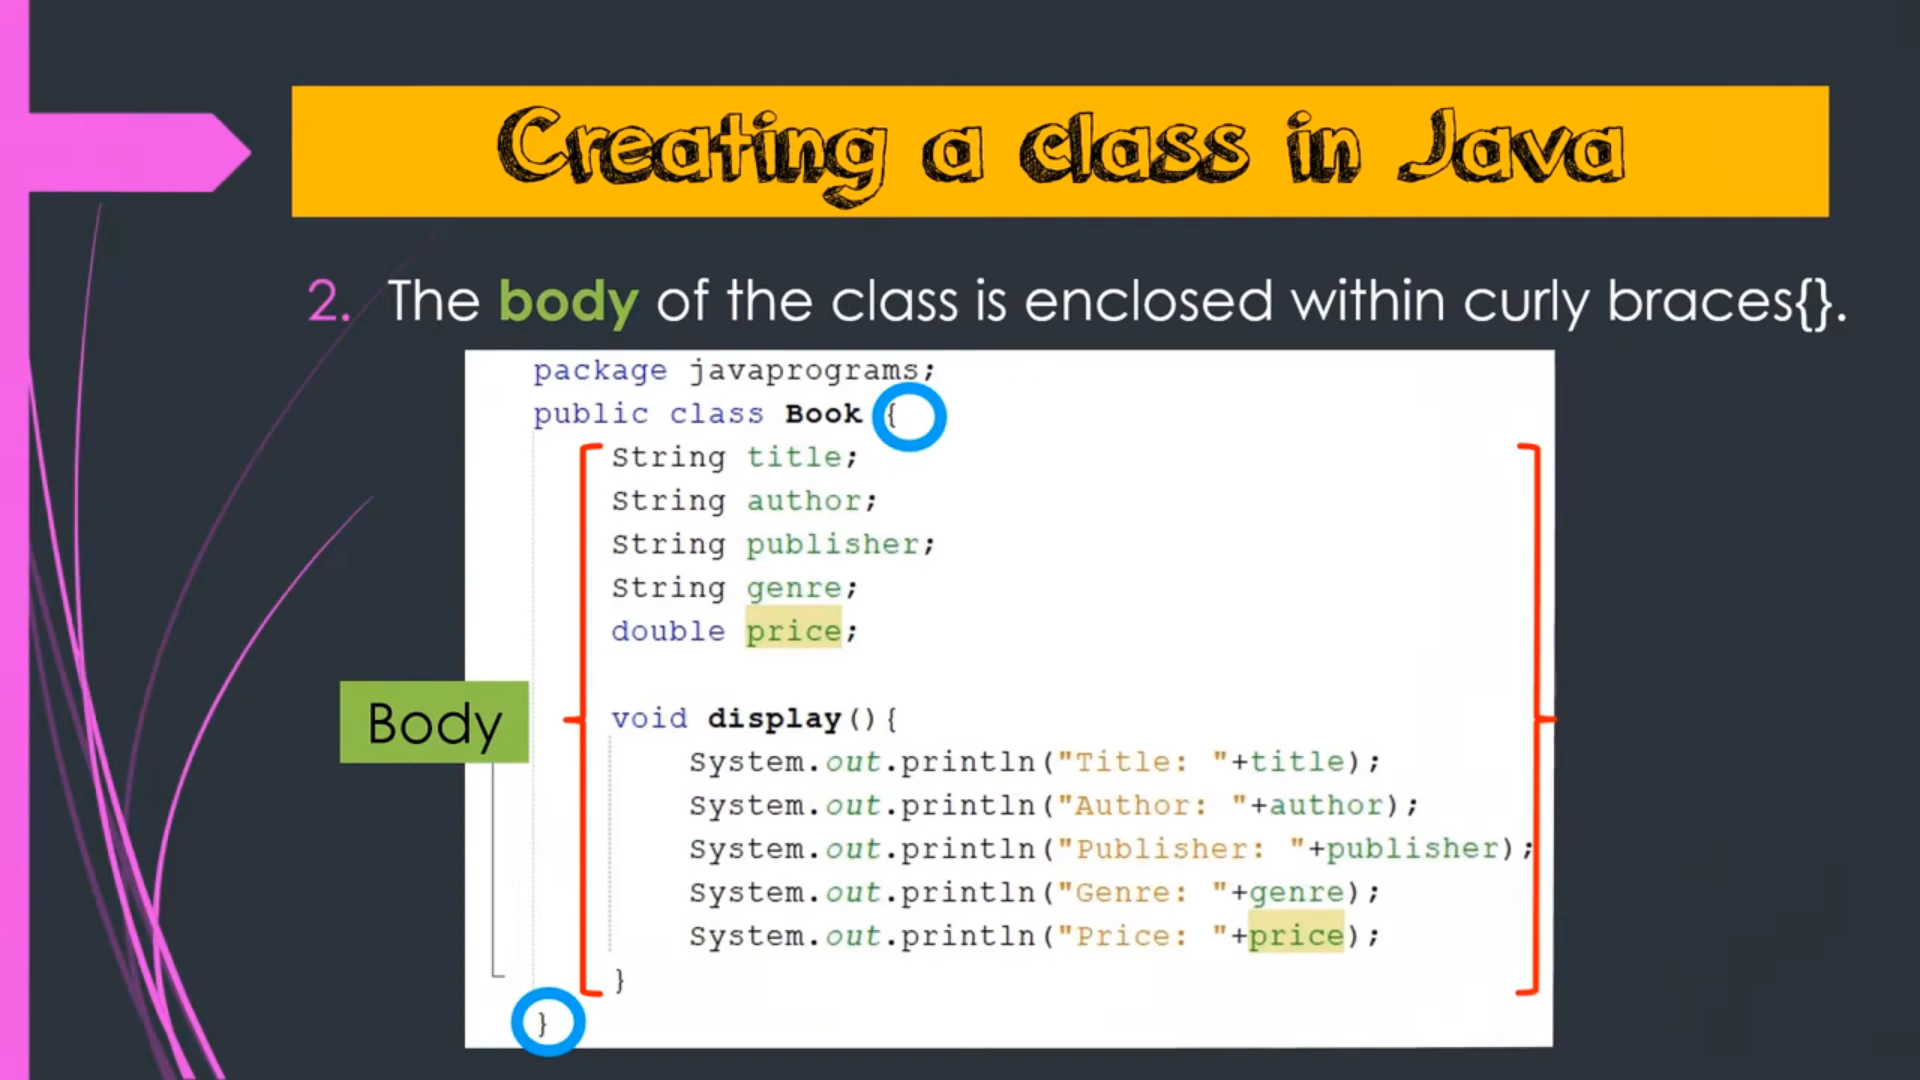 Creating a class in Java
2. The body of the class is enclosed within curly braces{}.
package javaprograms;
public class Book {
String title;
String author;
String publisher;
String genre;
double price;
Body
void display(){
System.out.println("Title: "+title);
System.out.println("Author: "+author);
System.out.println("Publisher: "+publisher);
System.out.println("Genre: "+genre);
System.out.println("Price: "+price);
}
}